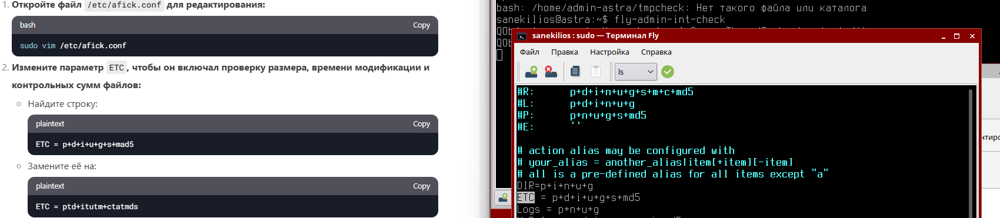 1. Откройте файл /etc/afick.conf для редактирования:
bash Copy
sudo vim /etc/afick.conf
2. Измените параметр ETC, чтобы он включал проверку размера, времени модификации и
контрольных сумм файлов:
Найдите строку:
plaintext Copy
ETC = p+d+i+u+g+s+mad5
Замените её на:
plaintext Copy
ETC = ptd+itutm+ctatmds
bash: /home/admin-astra/tmpcheck: Нет такого файла или каталога
sanekilios@astra:~$ fly-admin-int-check
sanekilios : sudo — Терминал Fly
Файл Правка Настройка Справка
ls
#R: p+d+i+n+u+g+s+m+c+md5
#L: p+d+i+n+u+g
#P: p+n+u+g+s+md5
#E: ''
# action alias may be configured with
# your_alias = another_alias|item[+item][-item]
# all is a pre-defined alias for all items except "a"
DIR=p+i+n+u+g
ETC = p+d+i+u+g+s+md5
Logs = p+n+u+g